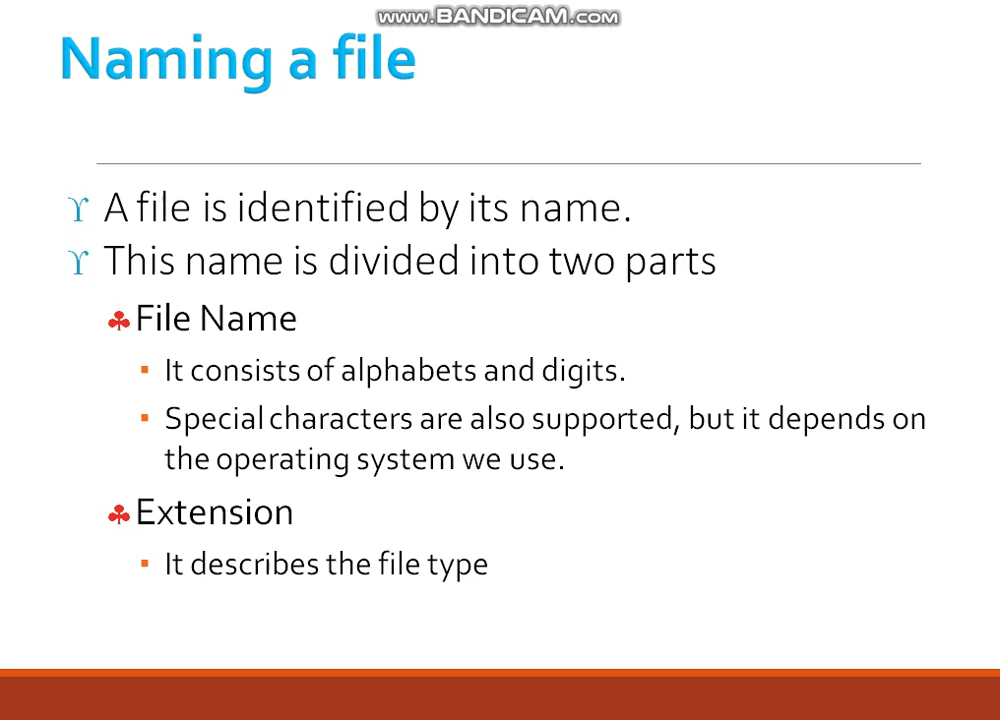 www.BANDICAM.com
Naming a file
A file is identified by its name.
This name is divided into two parts
File Name
It consists of alphabets and digits.
Special characters are also supported, but it depends on
the operating system we use.
Extension
It describes the file type